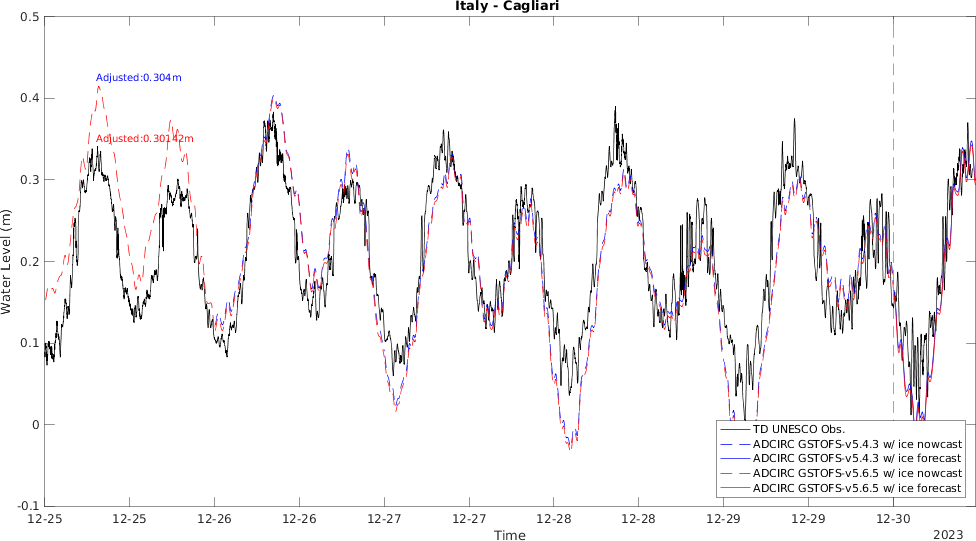 Italy - Cagliari
0.5
0.4
0.3
0.2
0.1
0
-0.1
Water Level (m)
Adjusted:0.304m
Adjusted:0.30142m
TD UNESCO Obs.
ADCIRC GSTOFS-v5.4.3 w/ ice nowcast
ADCIRC GSTOFS-v5.4.3 w/ ice forecast
ADCIRC GSTOFS-v5.6.5 w/ ice nowcast
ADCIRC GSTOFS-v5.6.5 w/ ice forecast
12-25 12-25 12-26 12-26 12-27 12-27 12-28 12-28 12-29 12-29 12-30
Time
2023